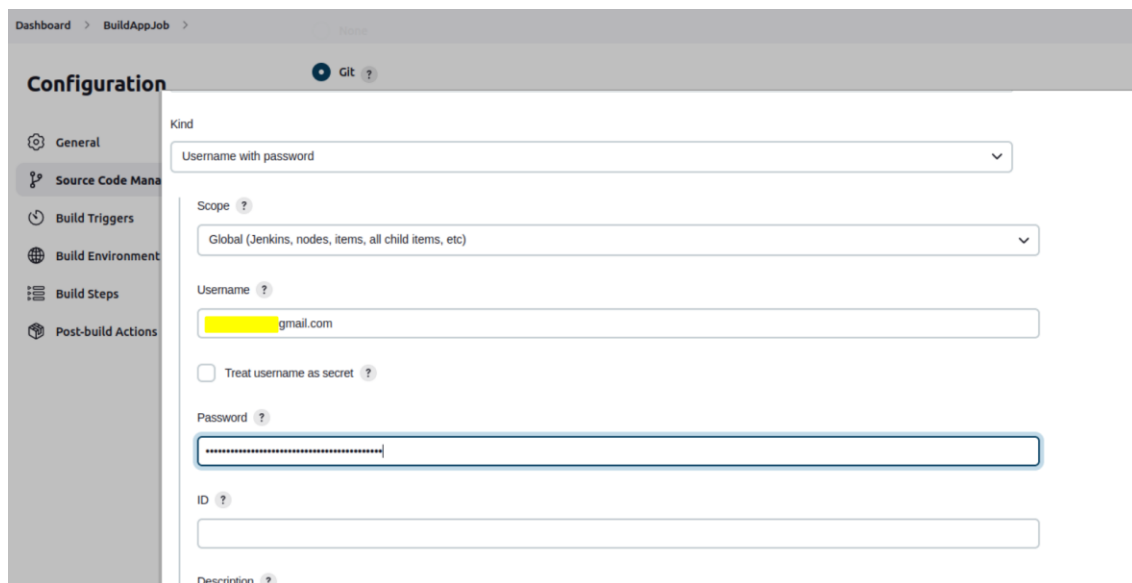 Dashboard > BuildAppJob >
None
Configuration
Git ?
General
Source Code Mana
Build Triggers
Build Environment
Build Steps
Post-build Actions
Kind
Username with password
Scope ?
Global (Jenkins, nodes, items, all child items, etc)
Username ?
gmail.com
Treat username as secret ?
Password ?
ID ?
Description ?